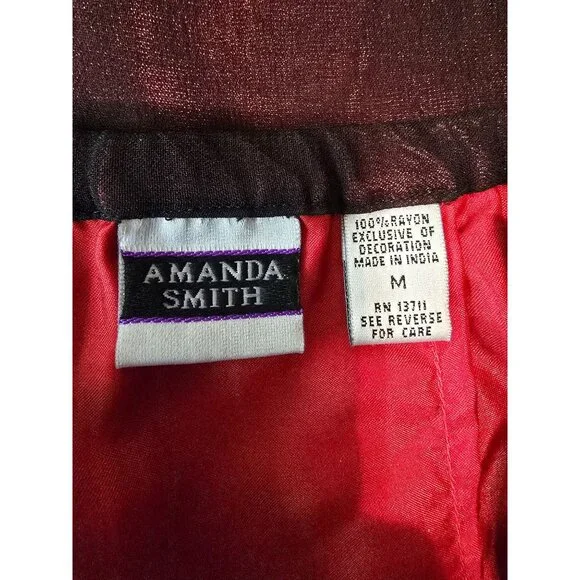 AMANDA
SMITH
100% RAYON
EXCLUSIVE OF
DECORATION
MADE IN INDIA
M
RN 13711
SEE REVERSE
FOR CARE